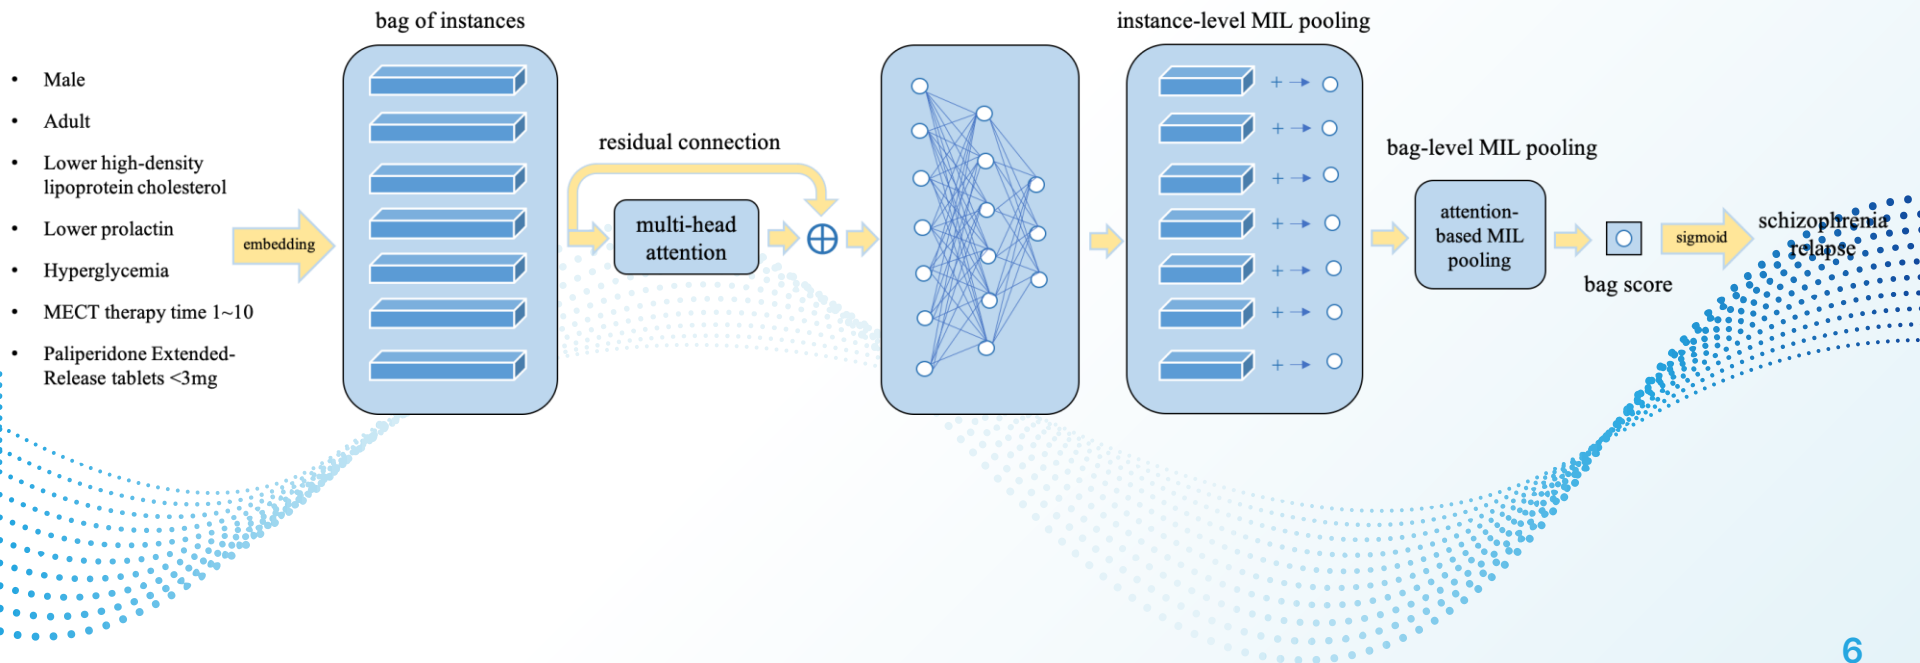 bag of instances
instance-level MIL pooling
• Male
• Adult
• Lower high-density
lipoprotein cholesterol
• Lower prolactin
• Hyperglycemia
• MECT therapy time 1~10
• Paliperidone Extended-
Release tablets <3mg
embedding
residual connection
multi-head
attention
+
+
+
+
+
+
+
bag-level MIL pooling
attention-
based MIL
pooling
bag score
sigmoid
schizophrenia
relapse
6